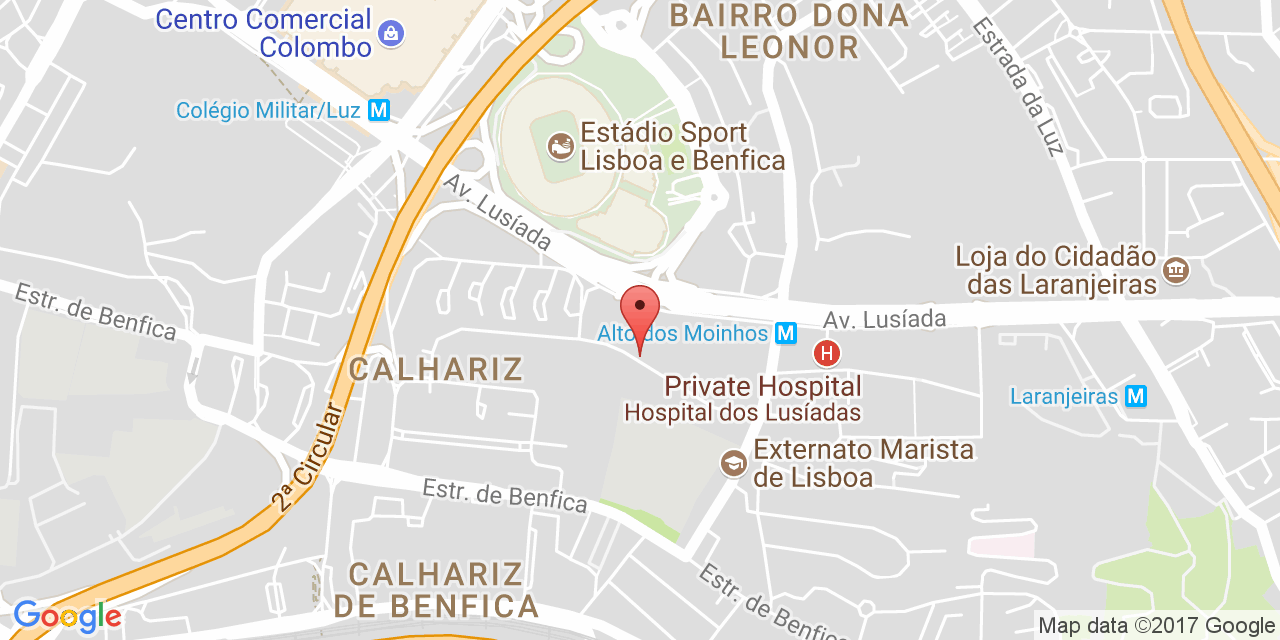 BAIRRO DONA
LEONOR
Centro Comercial
Colombo
Estrada da Luz
Colégio Militar/Luz M
Estádio Sport
Lisboa e Benfica
Av. Lusíada
Loja do Cidadão
das Laranjeiras
Estr. de Benfica
Av. Lusíada
Alto dos Moinhos M
H
CALHARIZ
Private Hospital
Hospital dos Lusíadas
Laranjeiras M
2ª Circular
Externato Marista
de Lisboa
Estr. de Benfica
CALHARIZ
DE BENFICA
Estr. de Benfica
Google
Map data ©2017 Google